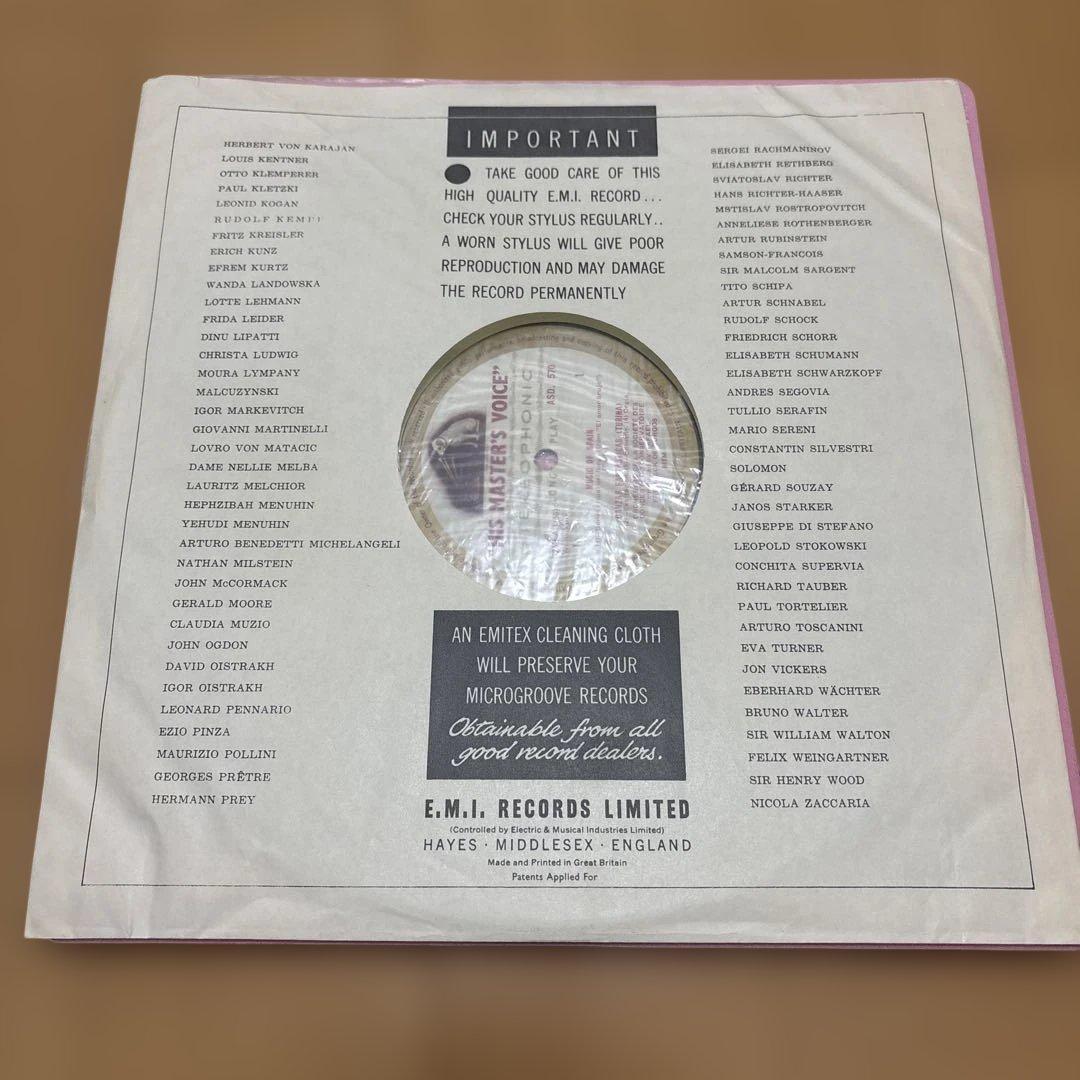 HERBERT VON KARAJAN
LOUIS KENTNER
OTTO KLEMPERER
PAUL KLETZKI
LEONID KOGAN
RUDOLF KEMPE
FRITZ KREISLER
ERICH KUNZ
EFREM KURTZ
WANDA LANDOWSKA
LOTTE LEHMANN
FRIDA LEIDER
DINU LIPATTI
CHRISTA LUDWIG
MOURA LYMPANY
MALCUZYNSKI
IGOR MARKEVITCH
GIOVANNI MARTINELLI
LOVRO VON MATACIC
DAME NELLIE MELBA
LAURITZ MELCHIOR
HEPHZIBAH MENUHIN
YEHUDI MENUHIN
ARTURO BENEDETTI MICHELANGELI
NATHAN MILSTEIN
JOHN McCORMACK
GERALD MOORE
CLAUDIA MUZIO
JOHN OGDON
DAVID OISTRAKH
IGOR OISTRAKH
LEONARD PENNARIO
EZIO PINZA
MAURIZIO POLLINI
GEORGES PRÊTRE
HERMANN PREY
IMPORTANT
TAKE GOOD CARE OF THIS
HIGH QUALITY E.M.I. RECORD...
CHECK YOUR STYLUS REGULARLY..
A WORN STYLUS WILL GIVE POOR
REPRODUCTION AND MAY DAMAGE
THE RECORD PERMANENTLY
"HIS MASTER'S VOICE"
PLAY
ASD. 570
1
MUSIC OF SPAIN
(TURINA)
AN EMITEX CLEANING CLOTH
WILL PRESERVE YOUR
MICROGROOVE RECORDS
Obtainable from all
good record dealers.
E.M.I. RECORDS LIMITED
(Controlled by Electric & Musical Industries Limited)
HAYES · MIDDLESEX · ENGLAND
Made and Printed in Great Britain
Patents Applied For
SERGEI RACHMANINOV
ELISABETH RETHBERG
SVIATOSLAV RICHTER
HANS RICHTER-HAASER
MSTISLAV ROSTROPOVITCH
ANNELIESE ROTHENBERGER
ARTUR RUBINSTEIN
SAMSON-FRANCOIS
SIR MALCOLM SARGENT
TITO SCHIPA
ARTUR SCHNABEL
RUDOLF SCHOCK
FRIEDRICH SCHORR
ELISABETH SCHUMANN
ELISABETH SCHWARZKOPF
ANDRES SEGOVIA
TULLIO SERAFIN
MARIO SERENI
CONSTANTIN SILVESTRI
SOLOMON
GÉRARD SOUZAY
JANOS STARKER
GIUSEPPE DI STEFANO
LEOPOLD STOKOWSKI
CONCHITA SUPERVIA
RICHARD TAUBER
PAUL TORTELIER
ARTURO TOSCANINI
EVA TURNER
JON VICKERS
EBERHARD WÄCHTER
BRUNO WALTER
SIR WILLIAM WALTON
FELIX WEINGARTNER
SIR HENRY WOOD
NICOLA ZACCARIA